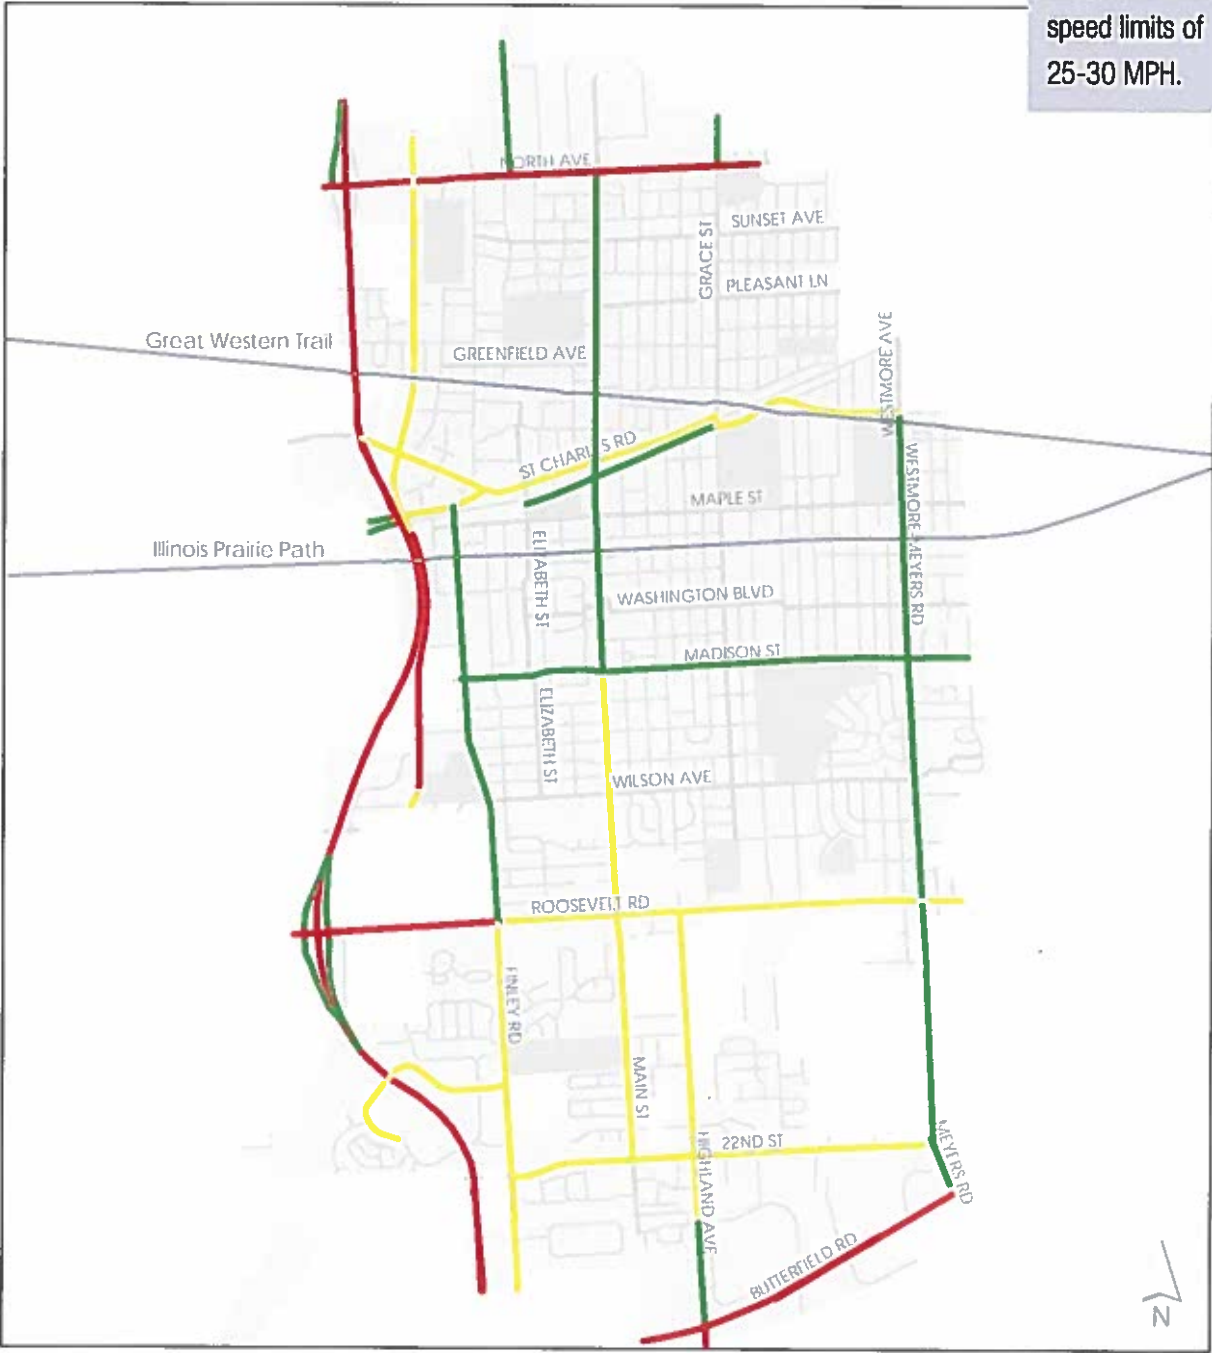 speed limits of
25-30 MPH.
NORTH AVE
SUNSET AVE
GRACE ST
PLEASANT LN
Great Western Trail
GREENFIELD AVE
WESTMORE AVE
ST CHARLES RD
MAPLE ST
WESTMORE-MEYERS RD
Illinois Prairie Path
ELIZABETH ST
WASHINGTON BLVD
MADISON ST
ELIZABETH ST
WILSON AVE
ROOSEVELT RD
FINLEY RD
MAIN ST
22ND ST
HIGHLAND AVE
MEYERS RD
BUTTERFIELD RD
N